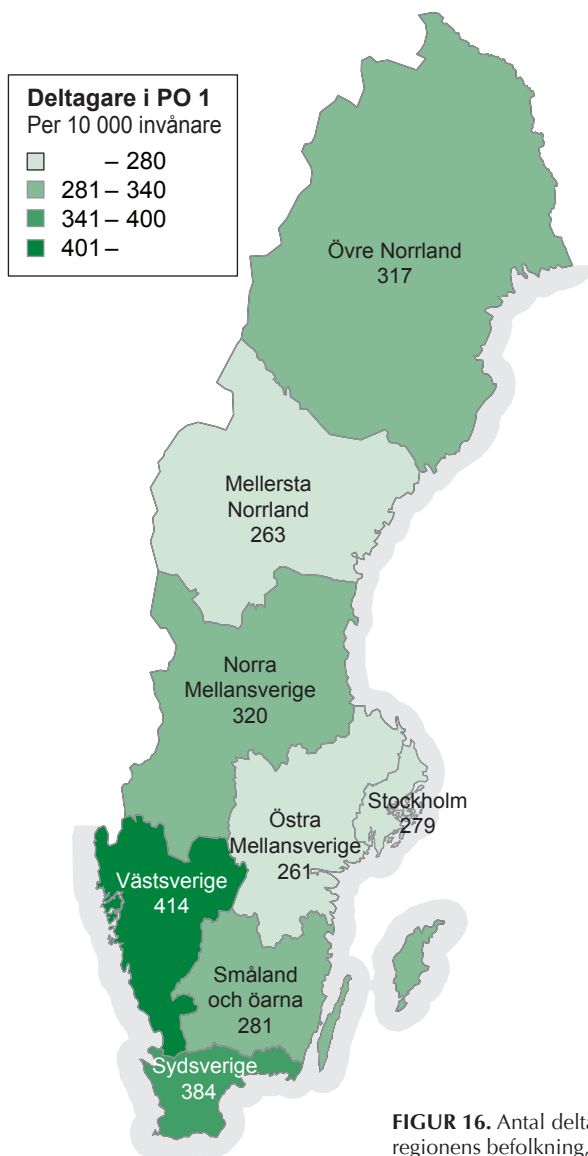 Deltagare i PO 1
Per 10 000 invånare
– 280
281 – 340
341 – 400
401 –
Övre Norrland
317
Mellersta
Norrland
263
Norra
Mellansverige
320
Stockholm
279
Östra
Mellansverige
261
Västsverige
414
Småland
och öarna
281
Sydsverige
384
FIGUR 16. Antal
regionens befolkning.